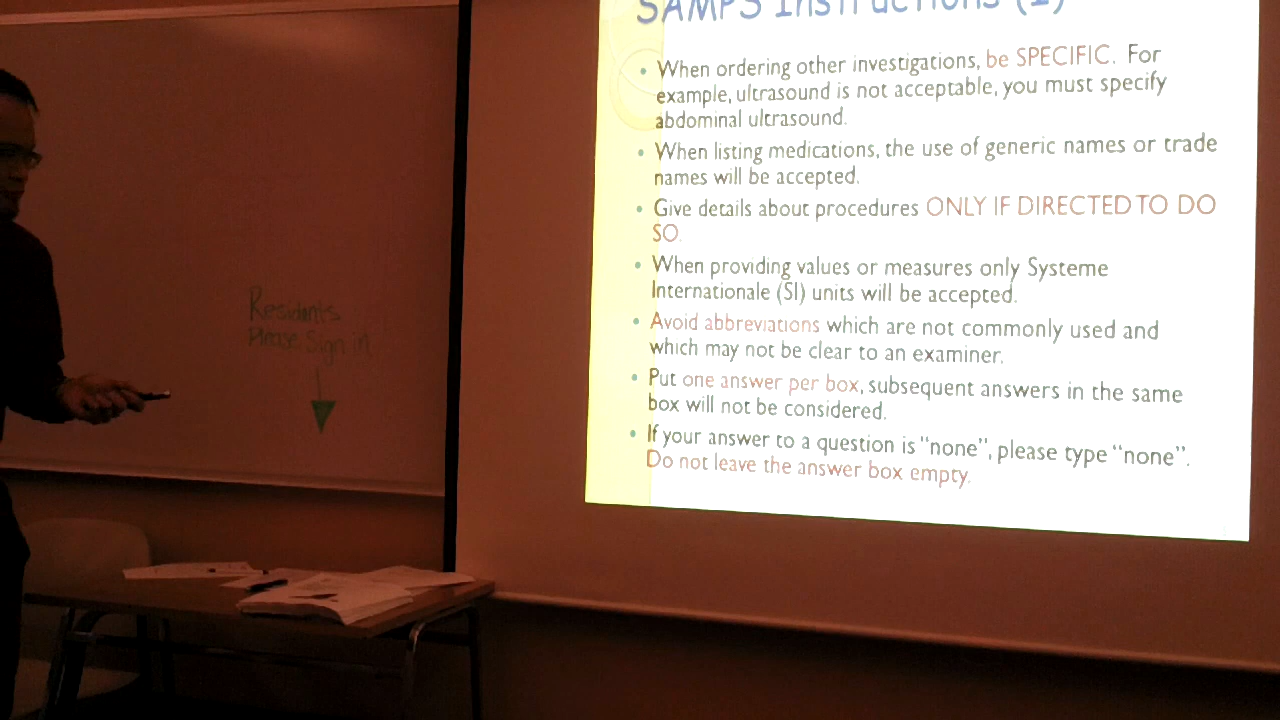 SAMPS Instructions (1)
• When ordering other investigations, be SPECIFIC. For
example, ultrasound is not acceptable, you must specify
abdominal ultrasound.
• When listing medications, the use of generic names or trade
names will be accepted.
• Give details about procedures ONLY IF DIRECTED TO DO
SO.
• When providing values or measures only Systeme
Internationale (SI) units will be accepted.
• Avoid abbreviations which are not commonly used and
which may not be clear to an examiner.
• Put one answer per box, subsequent answers in the same
box will not be considered.
• If your answer to a question is "none", please type "none".
Do not leave the answer box empty.
Residents
Please Sign in